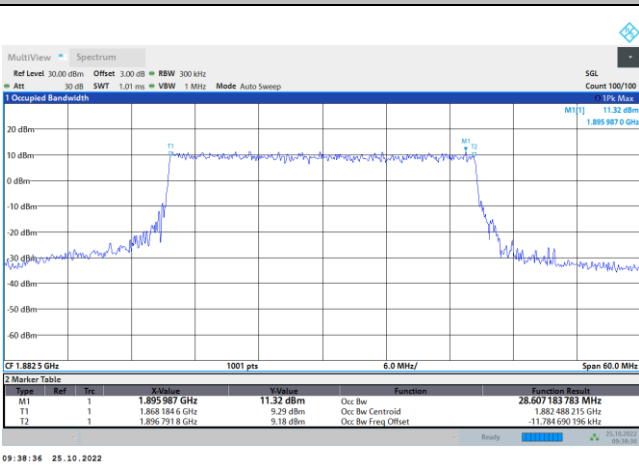 MultiView Spectrum
Ref Level 30.00 dBm Offset 3.00 dB RBW 300 kHz SGL
Att 30 dB SWT 1.01 ms VBW 1 MHz Mode Auto Sweep Count 100/100
1 Occupied Bandwidth 1Pk Max
M1[1] 11.32 dBm
1.895 987 0 GHz
20 dBm
M1
T1 T2
10 dBm
0 dBm
-10 dBm
-20 dBm
-30 dBm
-40 dBm
-50 dBm
-60 dBm
CF 1.882 5 GHz 1001 pts 6.0 MHz/ Span 60.0 MHz
2 Marker Table
Type Ref Trc X-Value Y-Value Function Function Result
M1 1 1.895 987 GHz 11.32 dBm Occ Bw 28.607 183 783 MHz
T1 1 1.868 184 6 GHz 9.29 dBm Occ Bw Centroid 1.882 488 215 GHz
T2 1 1.896 791 8 GHz 9.18 dBm Occ Bw Freq Offset -11.784 690 196 kHz
Ready 25.10.2022
09:38:36
09:38:36 25.10.2022